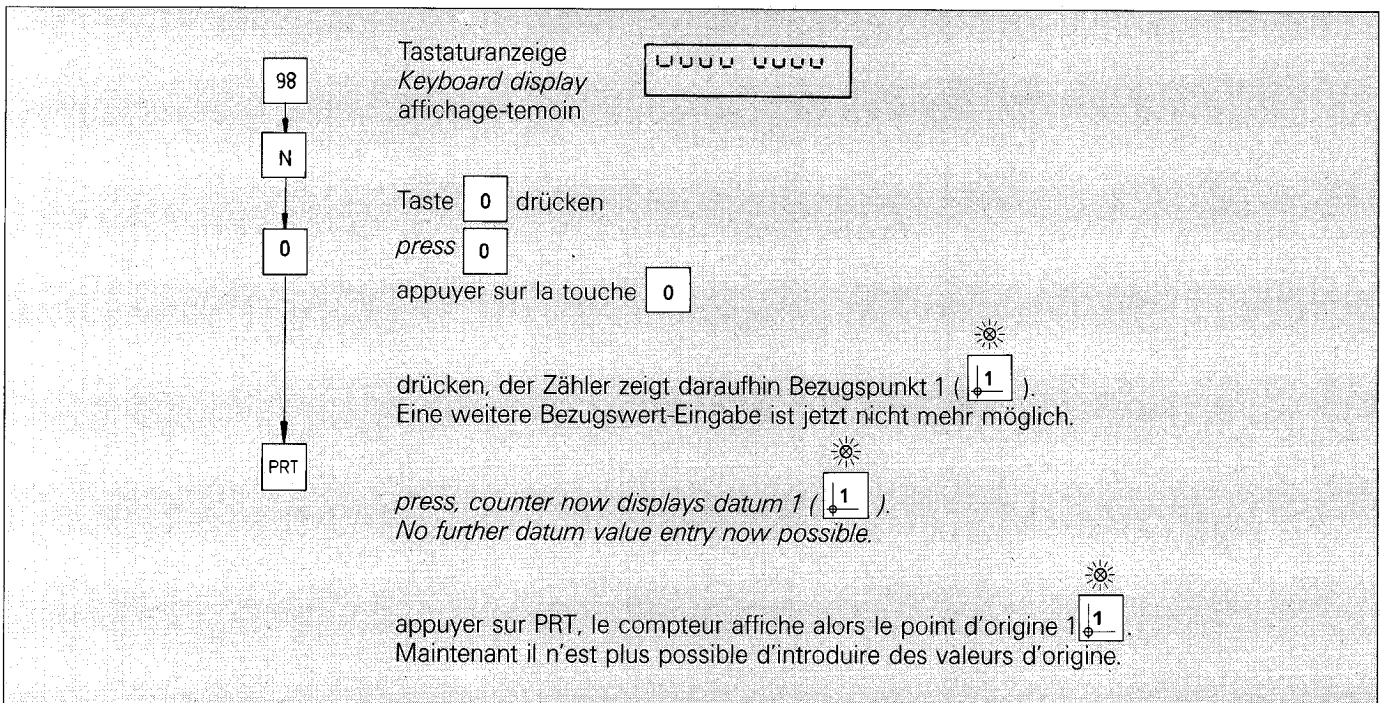 98
N
0
PRT
Tastaturanzeige
Keyboard display
affichage-temoin
Taste 0 drücken
press 0
appuyer sur la touche 0
drücken, der Zähler zeigt daraufhin Bezugspunkt 1 ( 1 ).
Eine weitere Bezugswert-Eingabe ist jetzt nicht mehr möglich.
press, counter now displays datum 1 ( 1 ).
No further datum value entry now possible.
appuyer sur PRT, le compteur affiche alors le point d'origine 1 1 .
Maintenant il n'est plus possible d'introduire des valeurs d'origine.